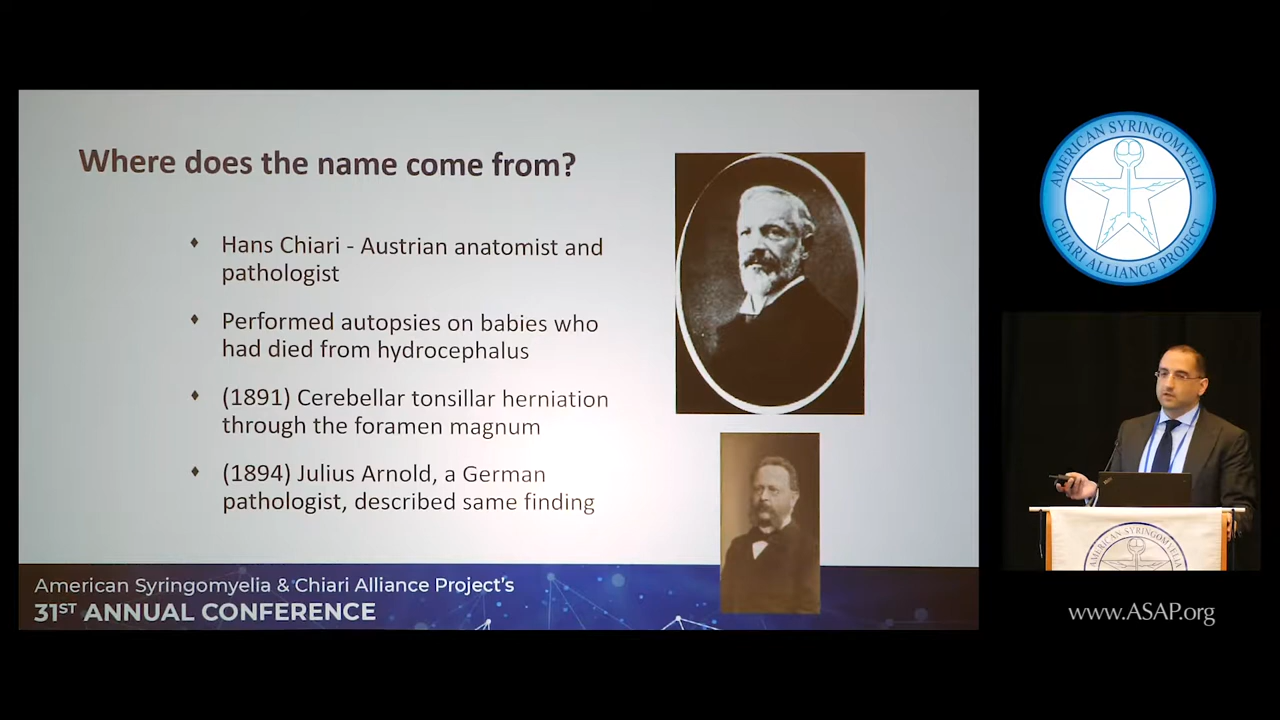 Where does the name come from?
Hans Chiari - Austrian anatomist and
pathologist
Performed autopsies on babies who
had died from hydrocephalus
(1891) Cerebellar tonsillar herniation
through the foramen magnum
(1894) Julius Arnold, a German
pathologist, described same finding
American Syringomyelia & Chiari Alliance Project's
31ST ANNUAL CONFERENCE
AMERICAN SYRINGOMYELIA
CHIARI ALLIANCE PROJECT
AMERICAN SYRINGOMYELIA
www.ASAP.org